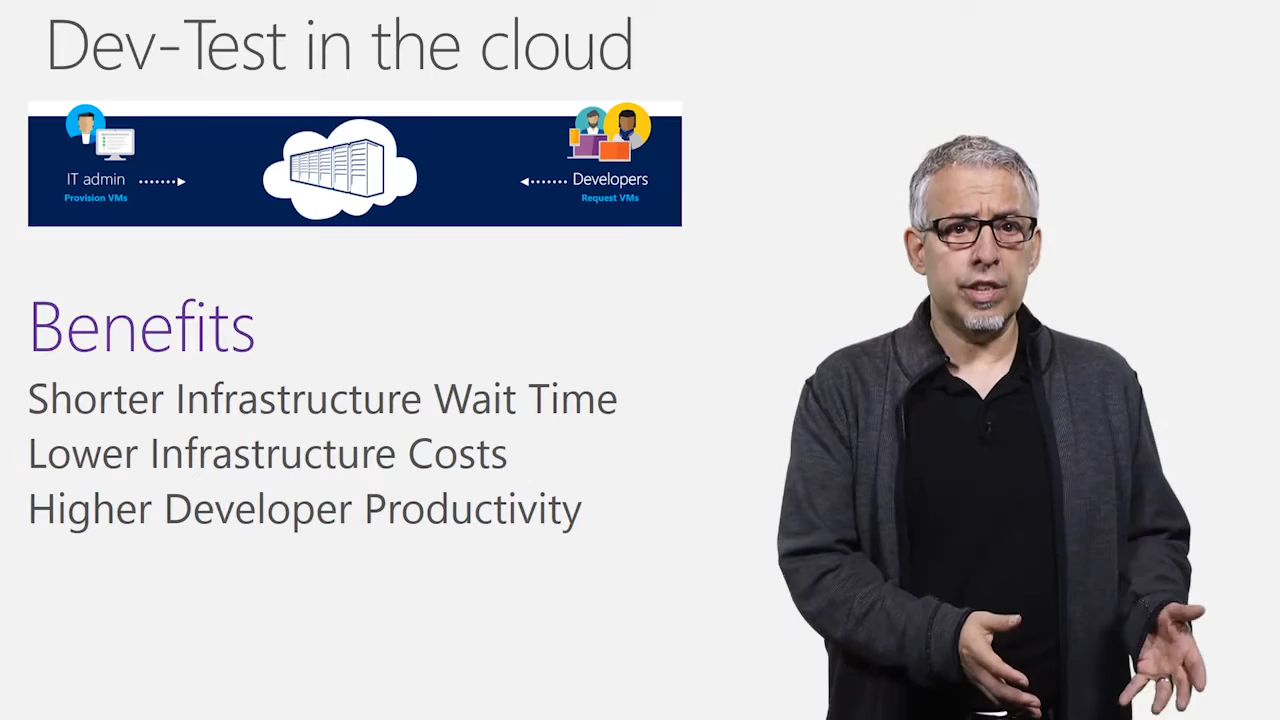 Dev-Test in the cloud
IT admin
Provision VMs
Developers
Request VMs
Benefits
Shorter Infrastructure Wait Time
Lower Infrastructure Costs
Higher Developer Productivity